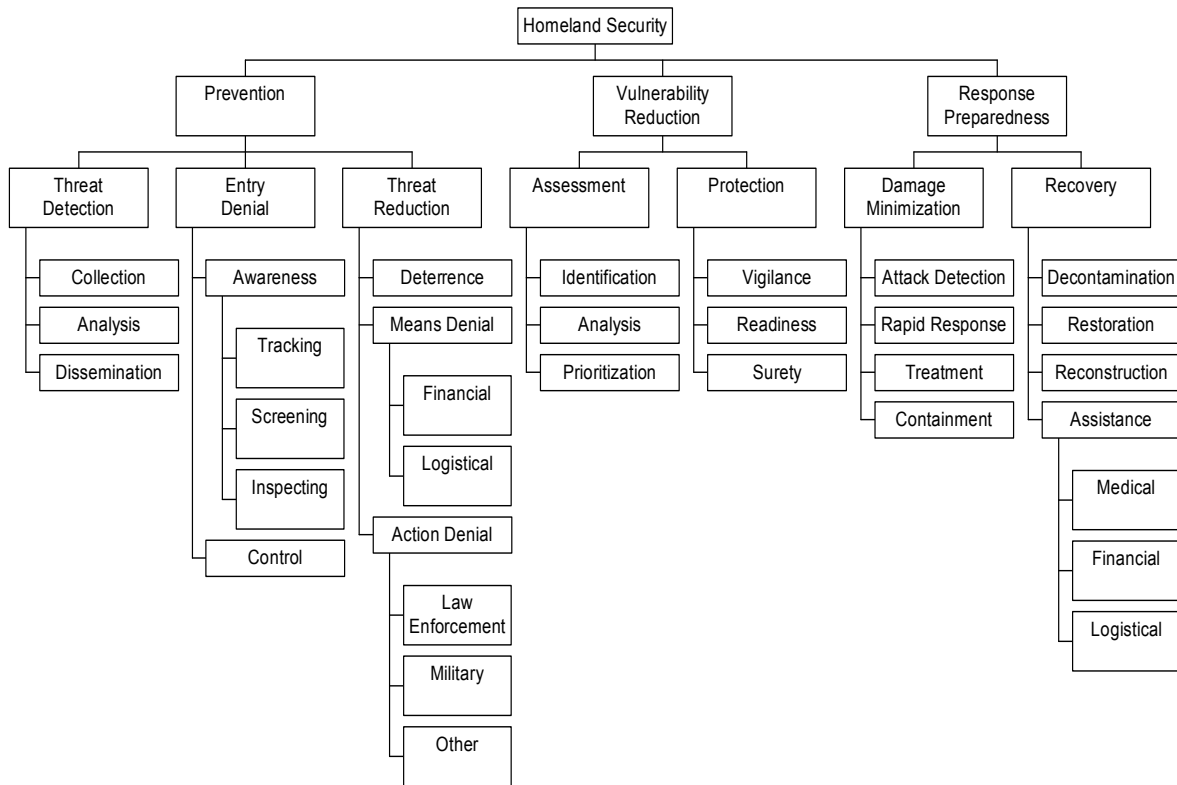 Homeland Security
Prevention
Vulnerability
Reduction
Response
Preparedness
Threat
Detection
Entry
Denial
Threat
Reduction
Assessment
Protection
Damage
Minimization
Recovery
Collection
Analysis
Dissemination
Awareness
Tracking
Screening
Inspecting
Control
Deterrence
Means Denial
Financial
Logistical
Action Denial
Law
Enforcement
Military
Other
Identification
Analysis
Prioritization
Vigilance
Readiness
Surety
Attack Detection
Rapid Response
Treatment
Containment
Decontamination
Restoration
Reconstruction
Assistance
Medical
Financial
Logistical